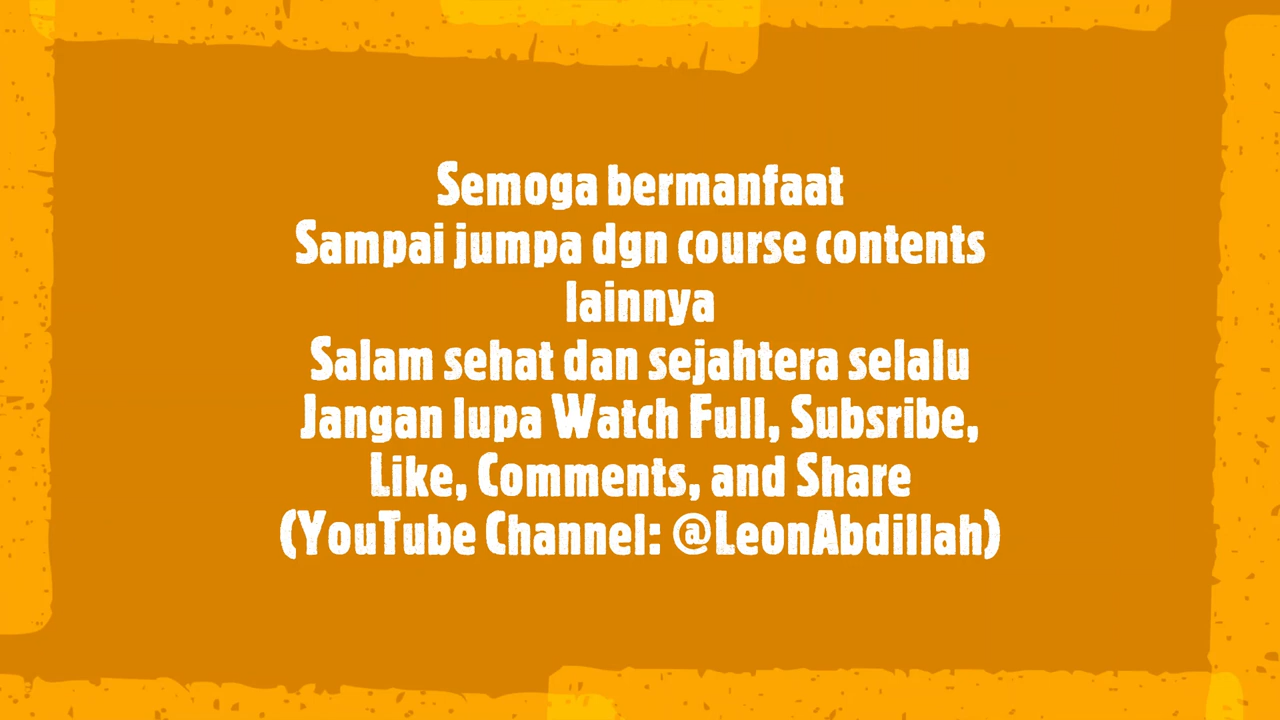 Semoga bermanfaat
Sampai jumpa dgn course contents
lainnya
Salam sehat dan sejahtera selalu
Jangan lupa Watch Full, Subsribe,
Like, Comments, and Share
(YouTube Channel: @LeonAbdillah)